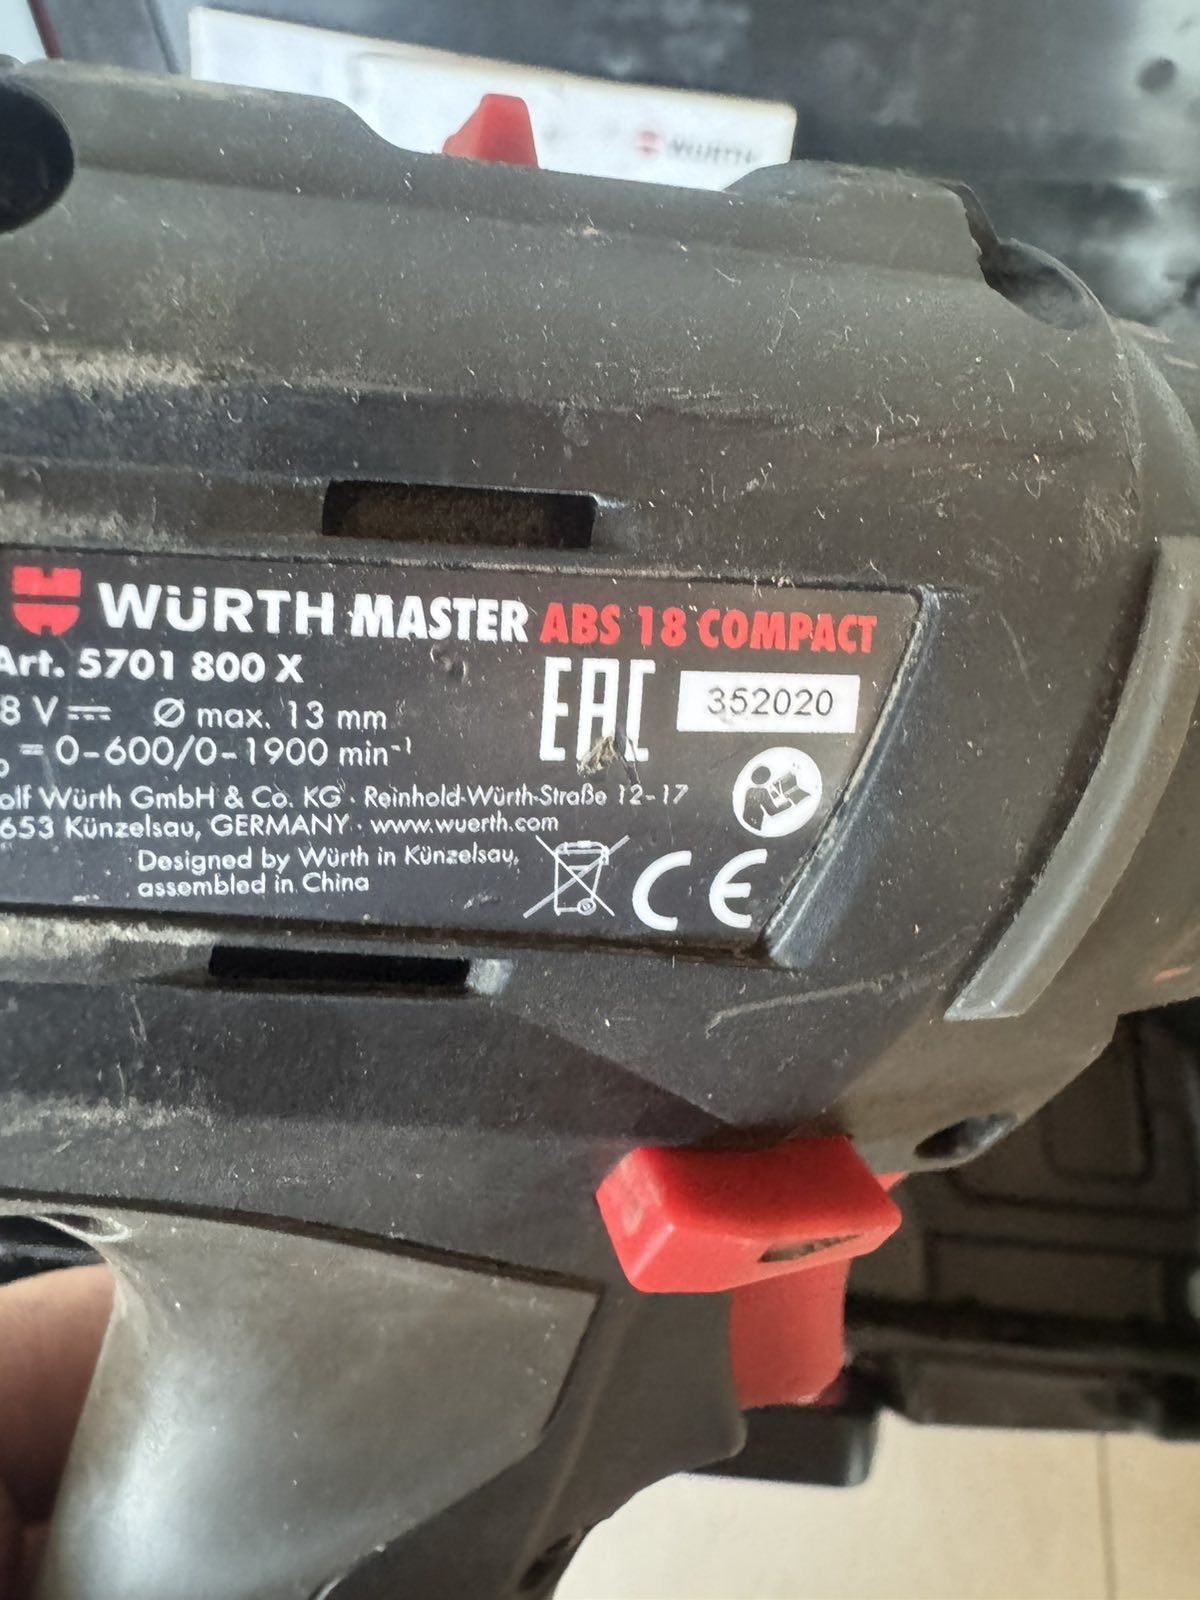 WÜRTH
WÜRTH MASTER ABS 18 COMPACT
Art. 5701 800 X
EAC
352020
8 V ⎓ Ø max. 13 mm
= 0-600/0-1900 min⁻¹
olf Würth GmbH & Co. KG · Reinhold-Würth-Straße 12-17
653 Künzelsau, GERMANY · www.wuerth.com
Designed by Würth in Künzelsau,
assembled in China
CE